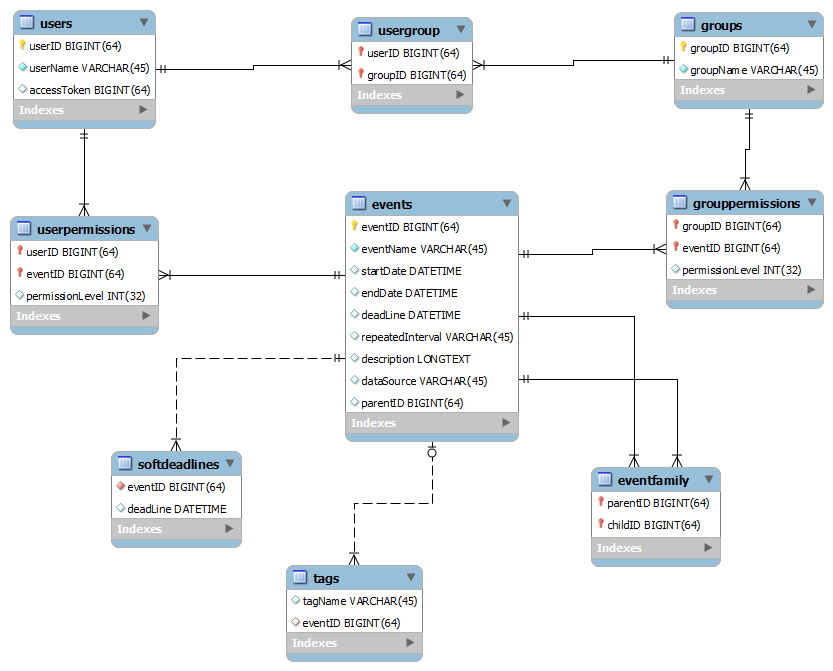 users
userID BIGINT(64)
userName VARCHAR(45)
accessToken BIGINT(64)
Indexes
usergroup
userID BIGINT(64)
groupID BIGINT(64)
Indexes
groups
groupID BIGINT(64)
groupName VARCHAR(45)
Indexes
userpermissions
userID BIGINT(64)
eventID BIGINT(64)
permissionLevel INT(32)
Indexes
events
eventID BIGINT(64)
eventName VARCHAR(45)
startDate DATETIME
endDate DATETIME
deadLine DATETIME
repeatedInterval VARCHAR(45)
description LONGTEXT
dataSource VARCHAR(45)
parentID BIGINT(64)
Indexes
grouppermissions
groupID BIGINT(64)
eventID BIGINT(64)
permissionLevel INT(32)
Indexes
softdeadlines
eventID BIGINT(64)
deadLine DATETIME
Indexes
eventfamily
parentID BIGINT(64)
childID BIGINT(64)
Indexes
tags
tagName VARCHAR(45)
eventID BIGINT(64)
Indexes